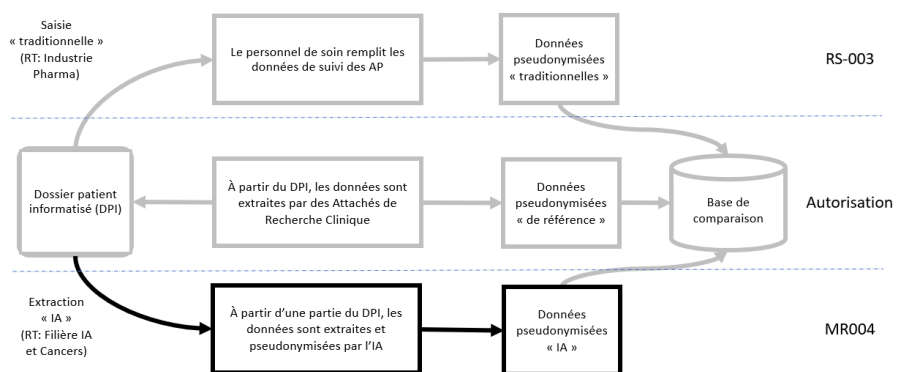 Saisie
« traditionnelle »
(RT: Industrie
Pharma)
Le personnel de soin remplit les
données de suivi des AP
Données
pseudonymisées
« traditionnelles »
RS-003
Dossier patient
informatisé (DPI)
À partir du DPI, les données sont
extraites par des Attachés de
Recherche Clinique
Données
pseudonymisées
« de référence »
Base de
comparaison
Autorisation
Extraction
« IA »
(RT: Filière IA
et Cancers)
À partir d’une partie du DPI, les
données sont extraites et
pseudonymisées par l’IA
Données
pseudonymisées
« IA »
MR004